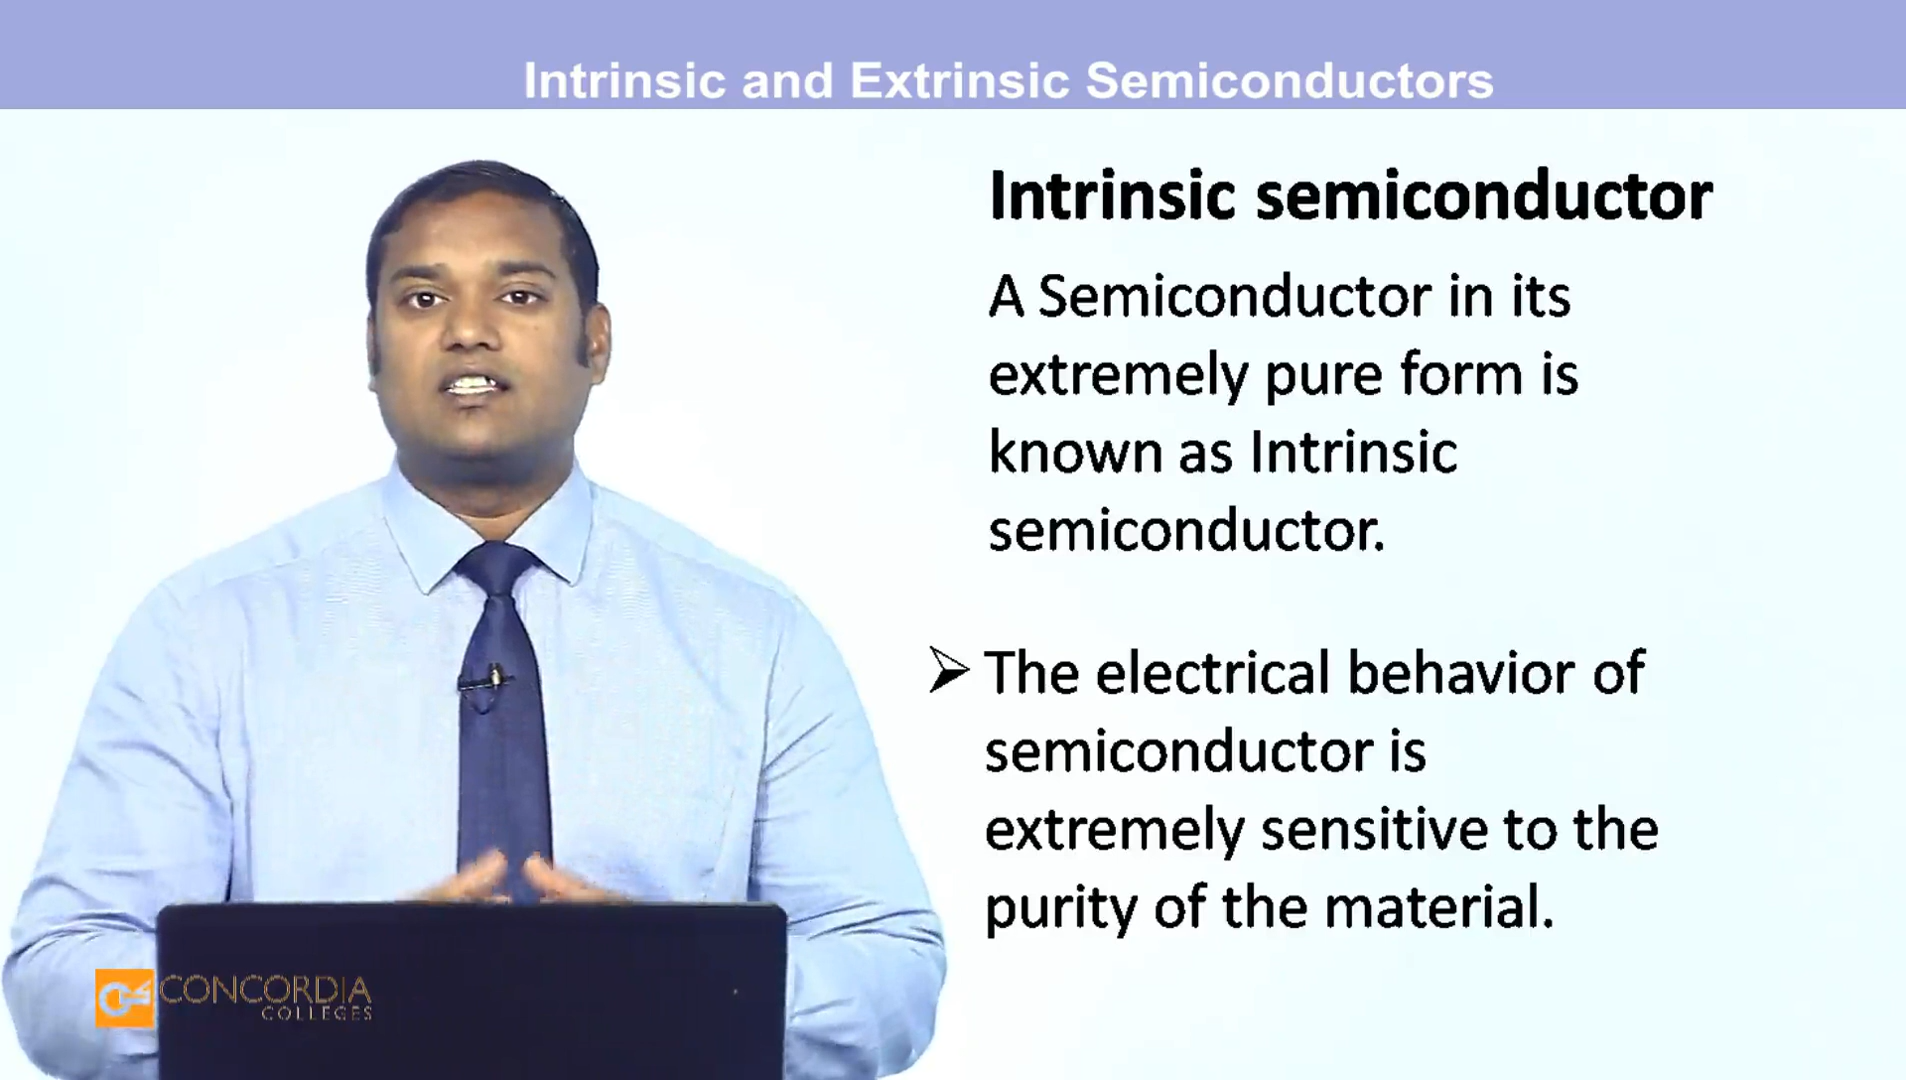 Intrinsic and Extrinsic Semiconductors
Intrinsic semiconductor
A Semiconductor in its
extremely pure form is
known as Intrinsic
semiconductor.
➢ The electrical behavior of
semiconductor is
extremely sensitive to the
purity of the material.
CONCORDIA
COLLEGES